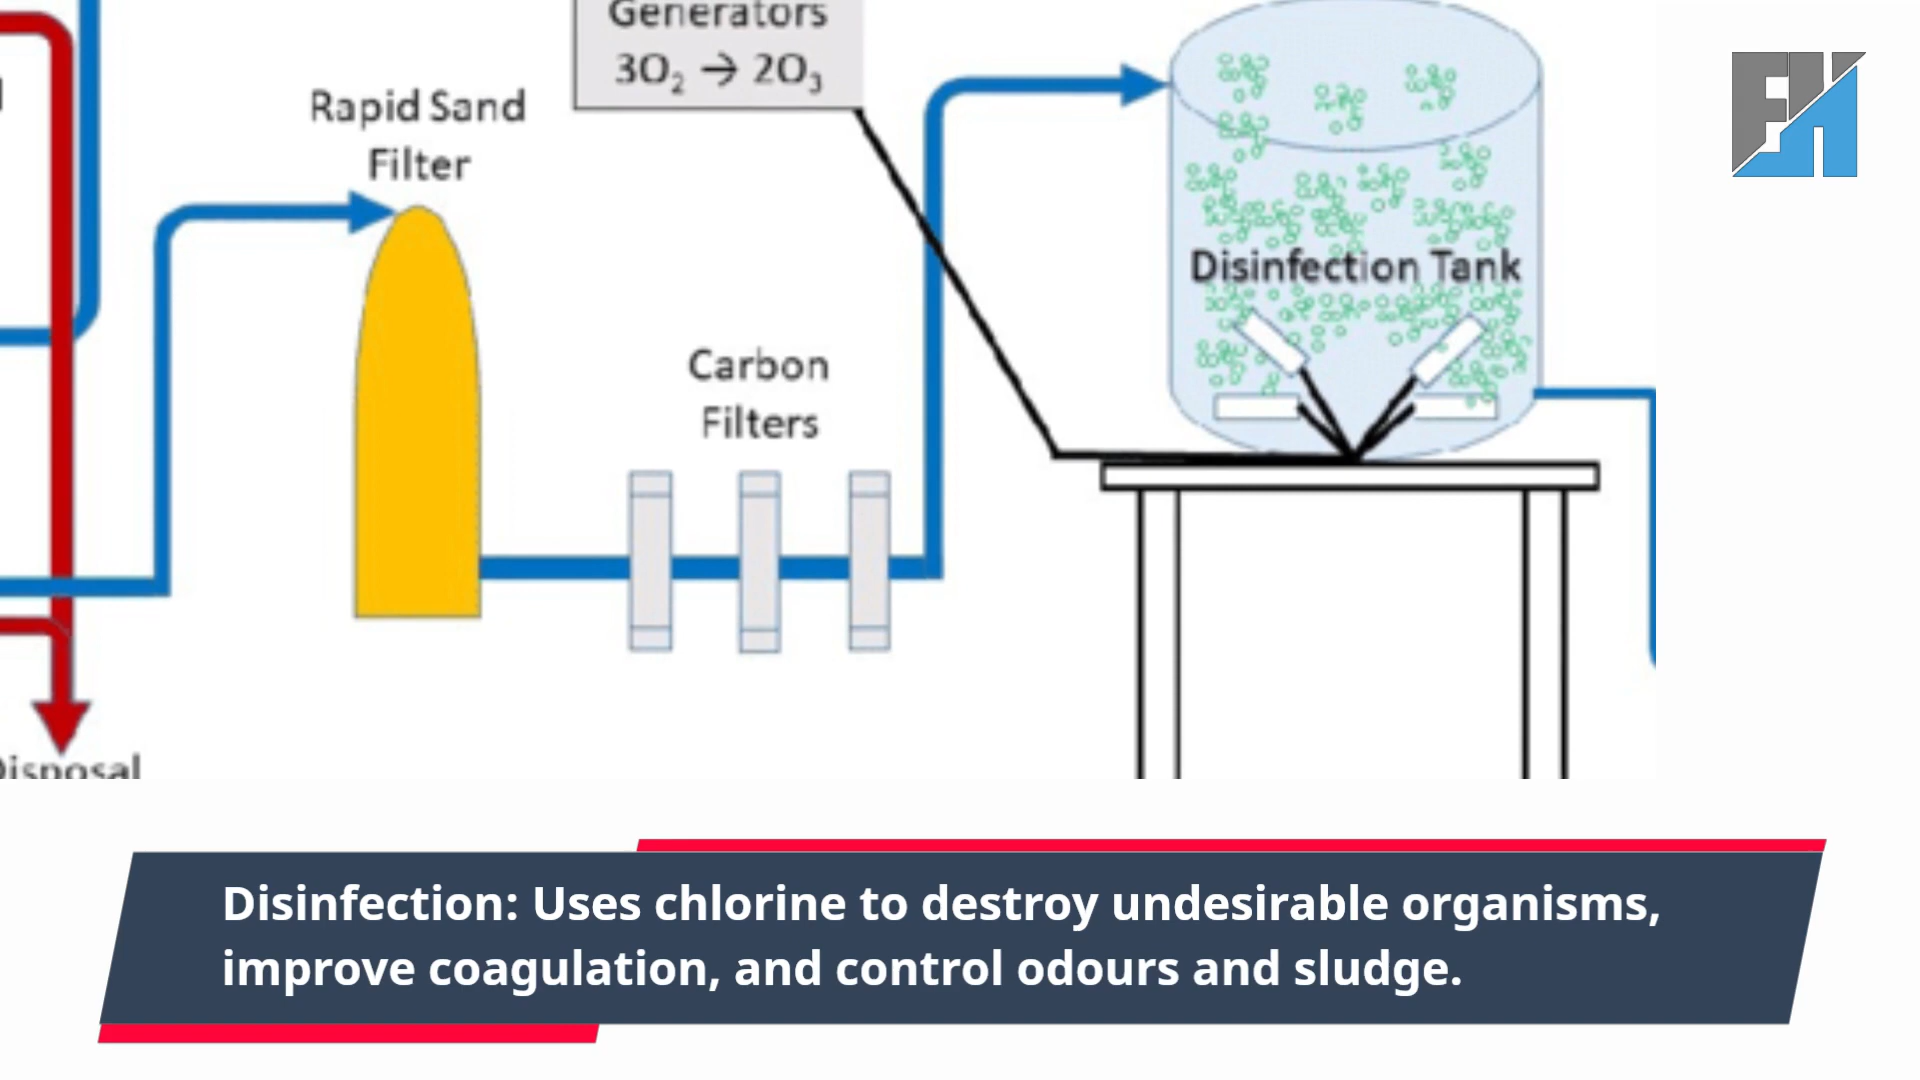 Generators
3O₂ → 2O₃
Rapid Sand
Filter
Carbon
Filters
Disinfection Tank
Disposal
Disinfection: Uses chlorine to destroy undesirable organisms,
improve coagulation, and control odours and sludge.